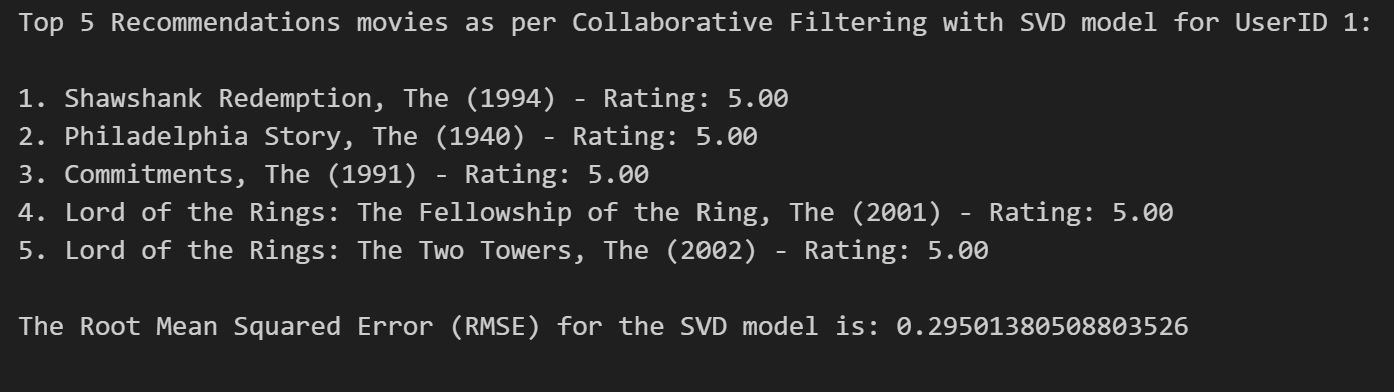 Top 5 Recommendations movies as per Collaborative Filtering with SVD model for UserID 1:
1. Shawshank Redemption, The (1994) - Rating: 5.00
2. Philadelphia Story, The (1940) - Rating: 5.00
3. Commitments, The (1991) - Rating: 5.00
4. Lord of the Rings: The Fellowship of the Ring, The (2001) - Rating: 5.00
5. Lord of the Rings: The Two Towers, The (2002) - Rating: 5.00
The Root Mean Squared Error (RMSE) for the SVD model is: 0.29501380508803526